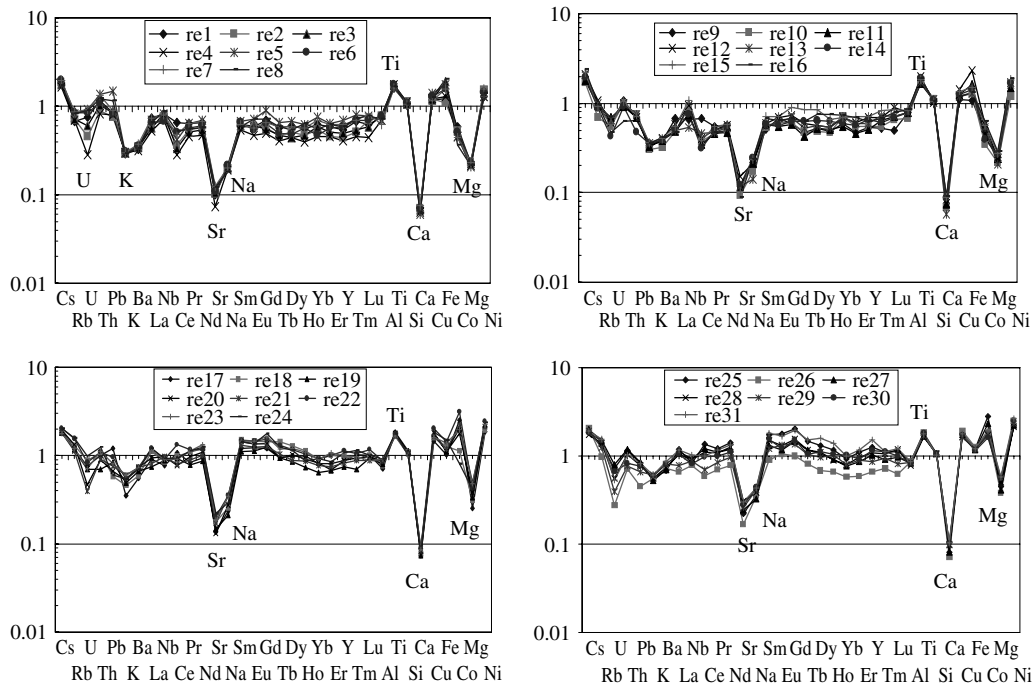 10
1
0.1
0.01
re1 re2 re3
re4 re5 re6
re7 re8
Ti
U K Na Mg
Sr Ca
Cs U Pb Ba Nb Pr Sr Sm Gd Dy Yb Y Lu Ti Ca Fe Mg
Rb Th K La Ce Nd Na Eu Tb Ho Er Tm Al Si Cu Co Ni
10
1
0.1
0.01
re9 re10 re11
re12 re13 re14
re15 re16
Ti
Na Mg
Sr Ca
Cs U Pb Ba Nb Pr Sr Sm Gd Dy Yb Y Lu Ti Ca Fe Mg
Rb Th K La Ce Nd Na Eu Tb Ho Er Tm Al Si Cu Co Ni
10
1
0.1
0.01
re17 re18 re19
re20 re21 re22
re23 re24
Ti
Na Mg
Sr
Ca
Cs U Pb Ba Nb Pr Sr Sm Gd Dy Yb Y Lu Ti Ca Fe Mg
Rb Th K La Ce Nd Na Eu Tb Ho Er Tm Al Si Cu Co Ni
10
1
0.1
0.01
re25 re26 re27
re28 re29 re30
re31
Ti
Na Mg
Sr
Ca
Cs U Pb Ba Nb Pr Sr Sm Gd Dy Yb Y Lu Ti Ca Fe Mg
Rb Th K La Ce Nd Na Eu Tb Ho Er Tm Al Si Cu Co Ni